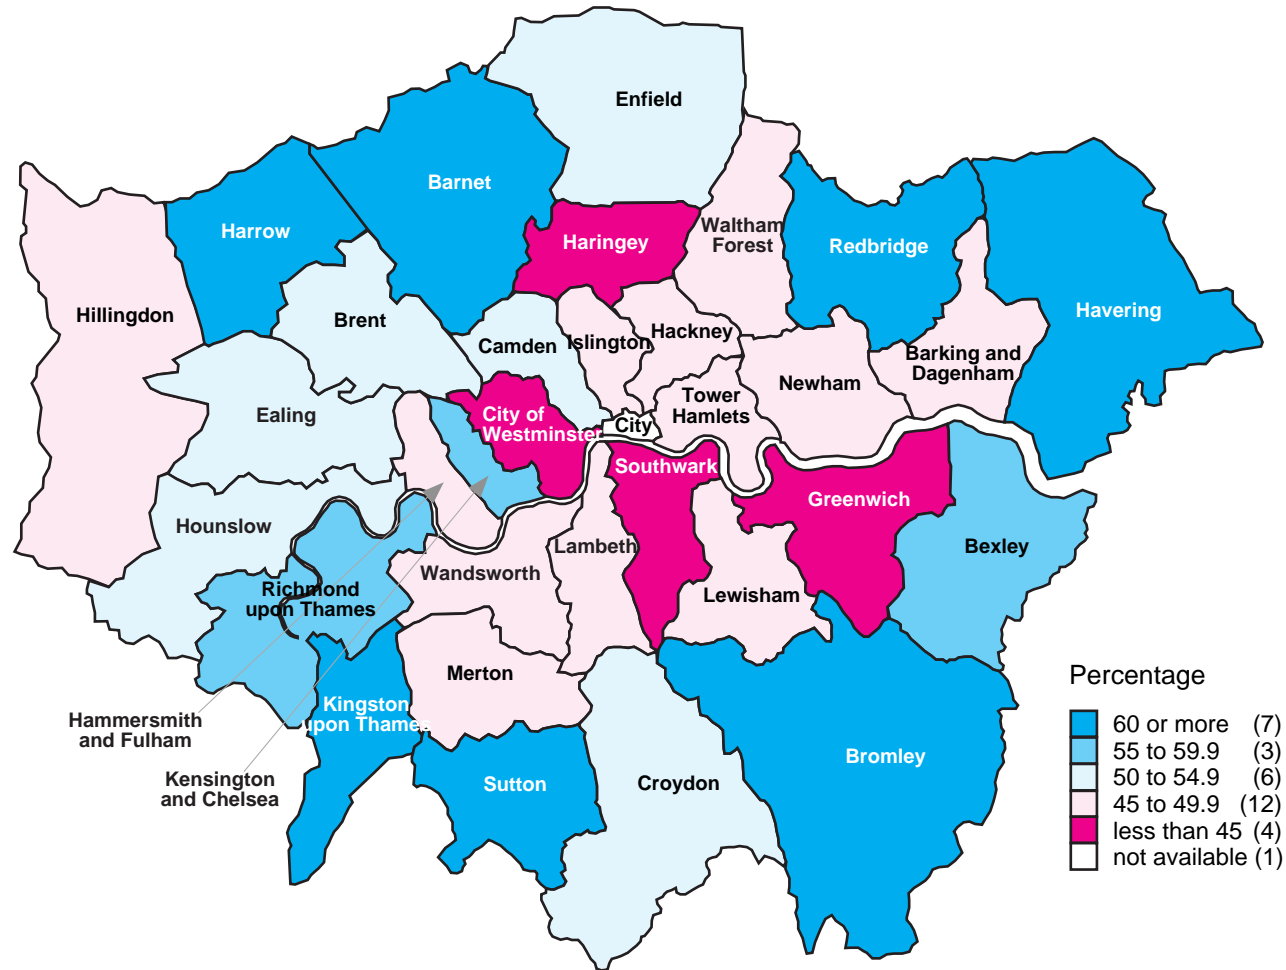 Enfield
Barnet
Harrow
Haringey
Waltham
Forest
Redbridge
Havering
Hillingdon
Brent
Camden
Islington
Hackney
Barking and
Dagenham
Newham
Tower
Hamlets
Ealing
City of
Westminster
City
Southwark
Greenwich
Hounslow
Lambeth
Bexley
Wandsworth
Richmond
upon Thames
Lewisham
Merton
Kingston
upon Thames
Hammersmith
and Fulham
Kensington
and Chelsea
Sutton
Croydon
Bromley
Percentage
60 or more (7)
55 to 59.9 (3)
50 to 54.9 (6)
45 to 49.9 (12)
less than 45 (4)
not available (1)